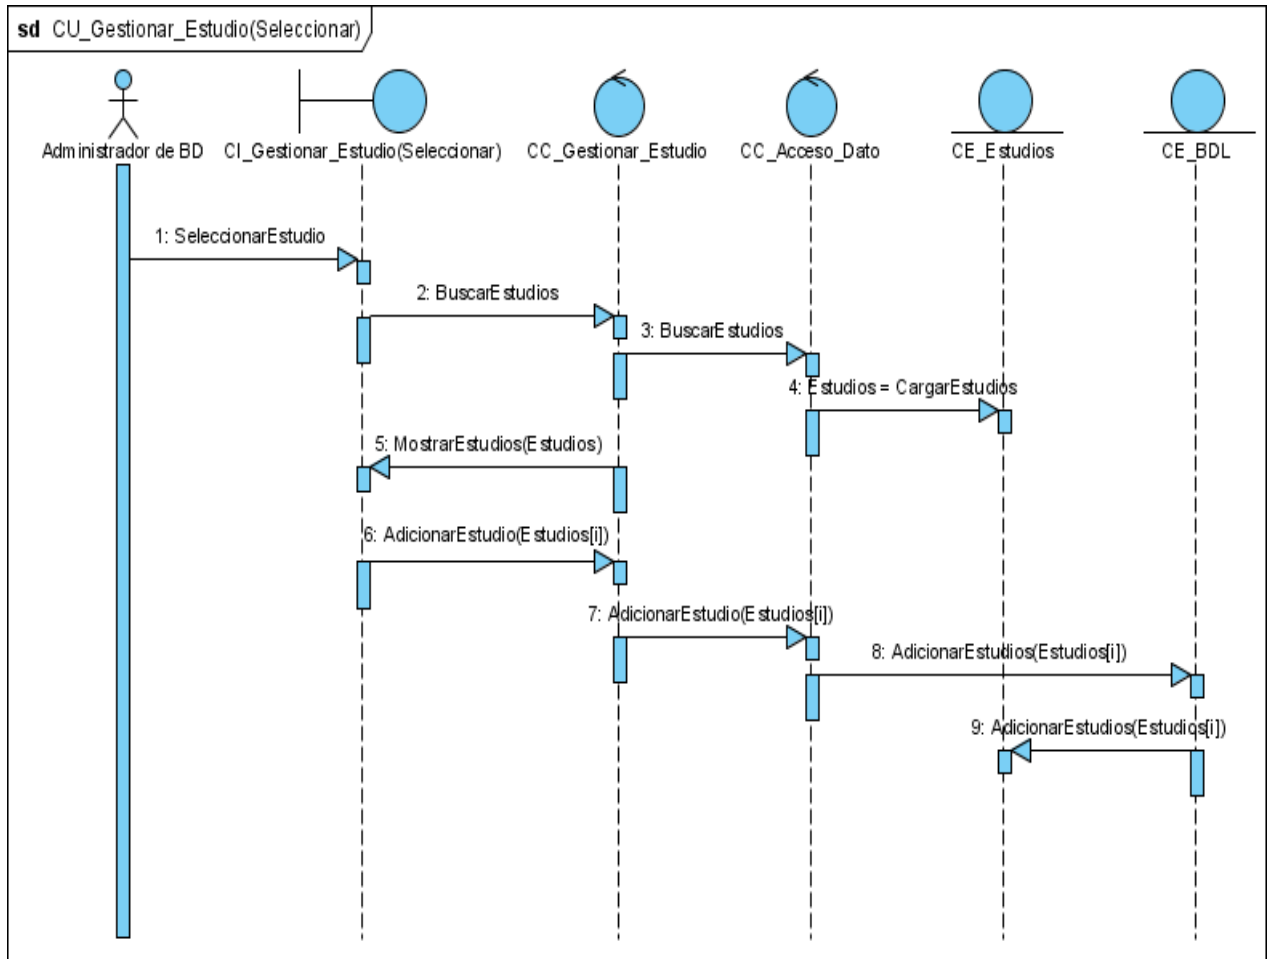 sd CU_Gestionar_Estudio(Seleccionar)
Administrador de BD
CI_Gestionar_Estudio(Seleccionar)
CC_Gestionar_Estudio
CC_Acceso_Dato
CE_Estudios
CE_BDL
1: SeleccionarEstudio
2: BuscarEstudios
3: BuscarEstudios
4: Estudios = CargarEstudios
5: MostrarEstudios(Estudios)
6: AdicionarEstudio(Estudios[i])
7: AdicionarEstudio(Estudios[i])
8: AdicionarEstudios(Estudios[i])
9: AdicionarEstudios(Estudios[i])